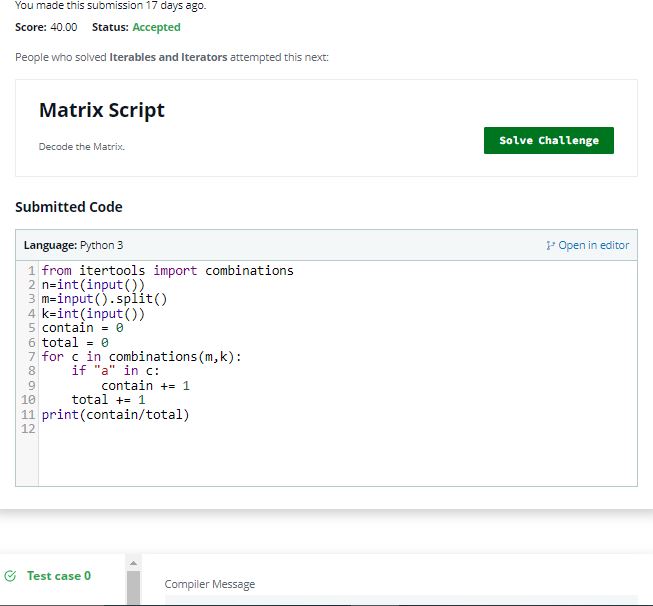 You made this submission 17 days ago.
Score: 40.00 Status: Accepted
People who solved Iterables and Iterators attempted this next:
Matrix Script
Decode the Matrix.
Solve Challenge
Submitted Code
Language: Python 3
Open in editor
1 from itertools import combinations
2 n=int(input())
3 m=input().split()
4 k=int(input())
5 contain = 0
6 total = 0
7 for c in combinations(m,k):
8     if "a" in c:
9         contain += 1
10     total += 1
11 print(contain/total)
12
Test case 0
Compiler Message